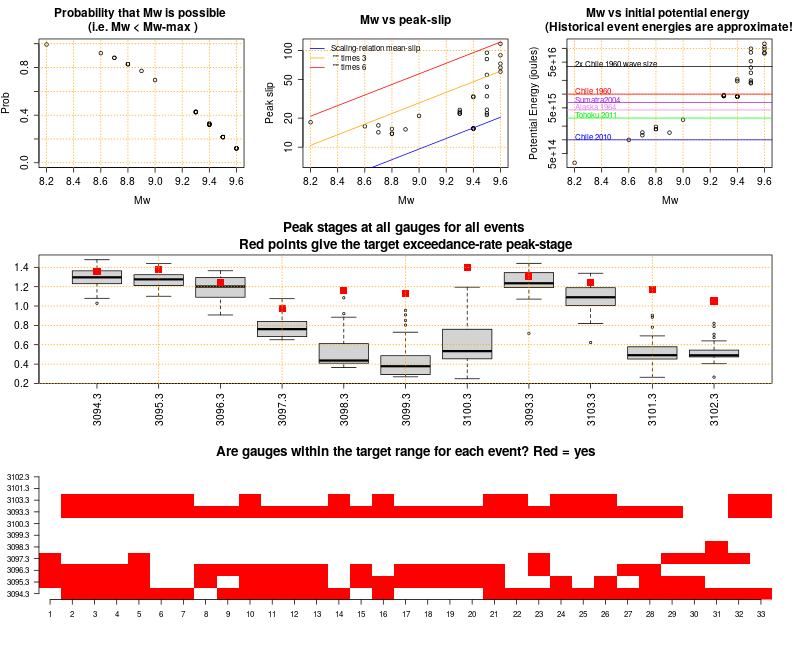 Probability that Mw is possible
(i.e. Mw < Mw-max )
Prob
0.0 0.4 0.8
8.2 8.4 8.6 8.8 9.0 9.2 9.4 9.6
Mw
Mw vs peak-slip
Peak slip
10 20 50 100
Scaling-relation mean-slip
"" times 3
"" times 6
8.2 8.4 8.6 8.8 9.0 9.2 9.4 9.6
Mw
Mw vs initial potential energy
(Historical event energies are approximate!
Potential Energy (joules)
5e+14 5e+15 5e+16
2x Chile 1960 wave size
Chile 1960
Sumatra2004
Alaska 1964
Tohoku 2011
Chile 2010
8.2 8.4 8.6 8.8 9.0 9.2 9.4 9.6
Mw
Peak stages at all gauges for all events
Red points give the target exceedance-rate peak-stage
1.4
1.2
1.0
0.8
0.6
0.4
0.2
3094.3 3095.3 3096.3 3097.3 3098.3 3099.3 3100.3 3093.3 3103.3 3101.3 3102.3
Are gauges within the target range for each event? Red = yes
3102.3
3101.3
3103.3
3093.3
3100.3
3099.3
3098.3
3097.3
3096.3
3095.3
3094.3
1 2 3 4 5 6 7 8 9 10 11 12 13 14 15 16 17 18 19 20 21 22 23 24 25 26 27 28 29 30 31 32 33